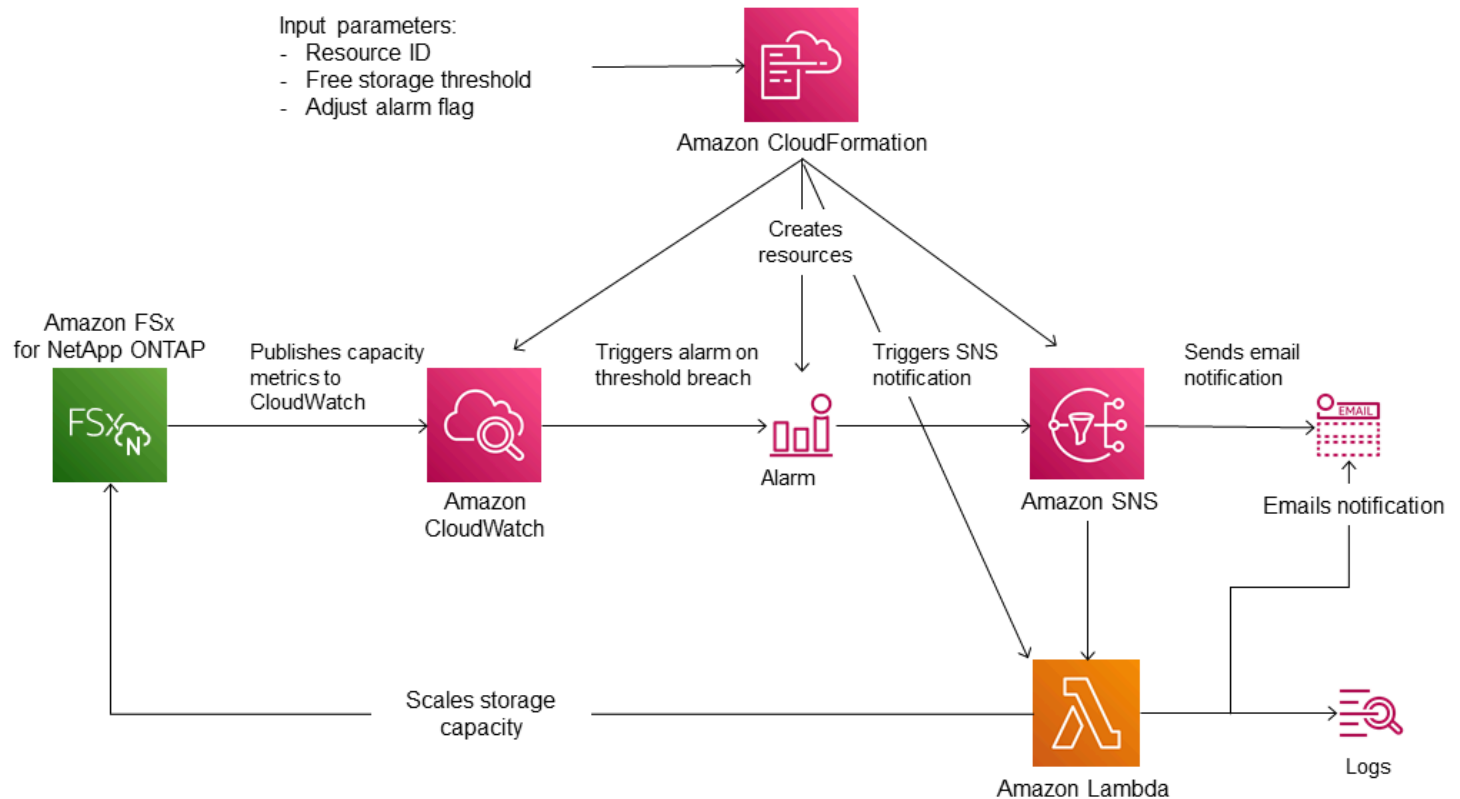 Input parameters:
- Resource ID
- Free storage threshold
- Adjust alarm flag
Amazon CloudFormation
Creates
resources
Amazon FSx
for NetApp ONTAP
FSx
N
Publishes capacity
metrics to
CloudWatch
Amazon
CloudWatch
Triggers alarm on
threshold breach
Alarm
Triggers SNS
notification
Amazon SNS
Sends email
notification
EMAIL
Emails notification
Scales storage
capacity
Amazon Lambda
Logs